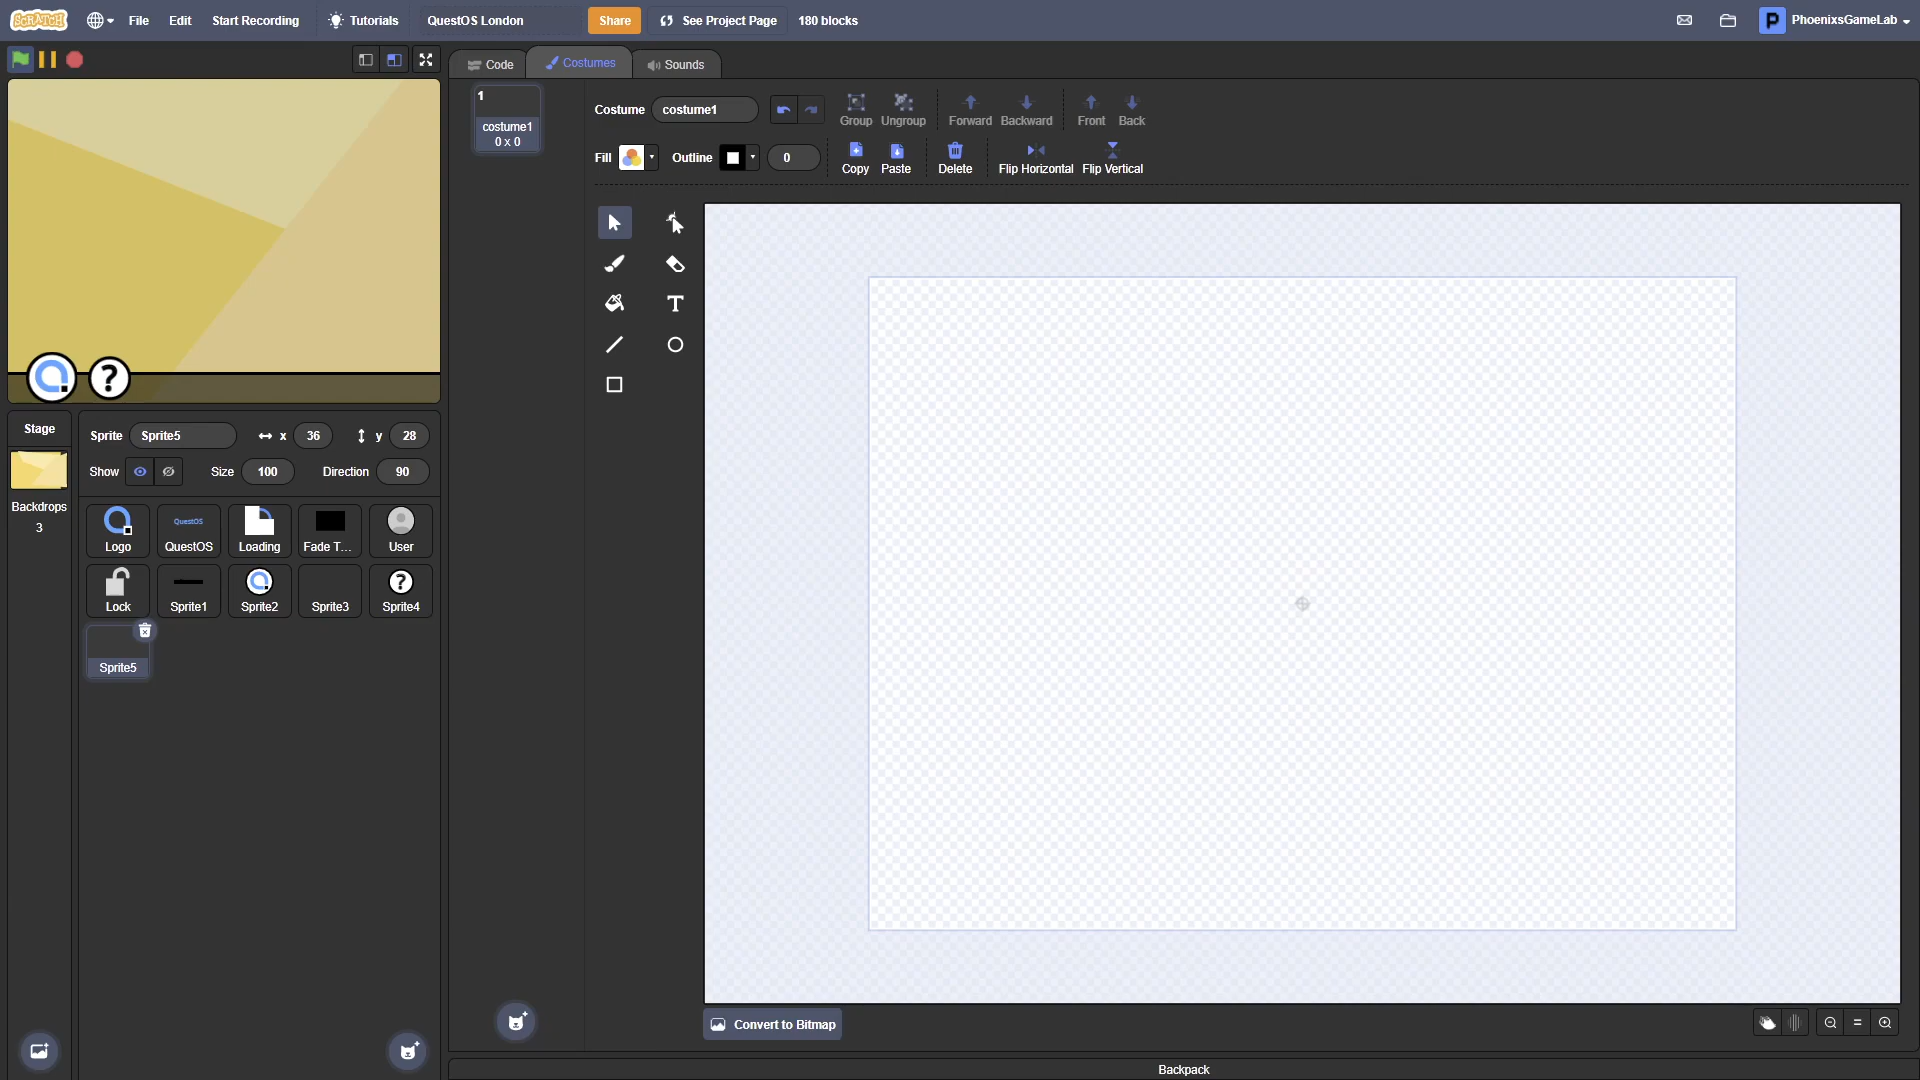 SCRATCH File Edit Start Recording Tutorials QuestOS London Share See Project Page 180 blocks PhoenixsGameLab
Code Costumes Sounds
1
costume1
0 x 0
Costume costume1 Group Ungroup Forward Backward Front Back
Fill Outline 0 Copy Paste Delete Flip Horizontal Flip Vertical
T
?
Stage
Backdrops
3
Sprite Sprite5 x 36 y 28
Show Size 100 Direction 90
QuestOS
Logo QuestOS Loading Fade T... User
?
Lock Sprite1 Sprite2 Sprite3 Sprite4
Sprite5
Convert to Bitmap
Backpack